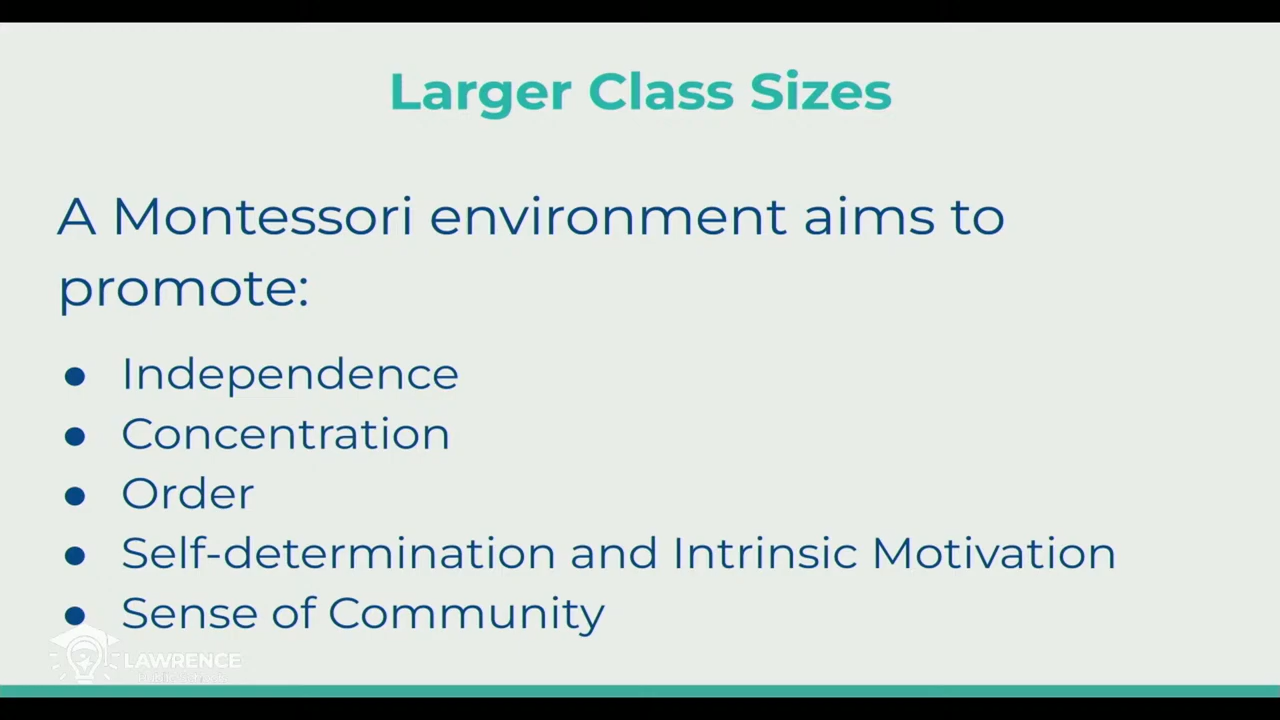 Larger Class Sizes
A Montessori environment aims to
promote:
● Independence
● Concentration
● Order
● Self-determination and Intrinsic Motivation
● Sense of Community
LAWRENCE